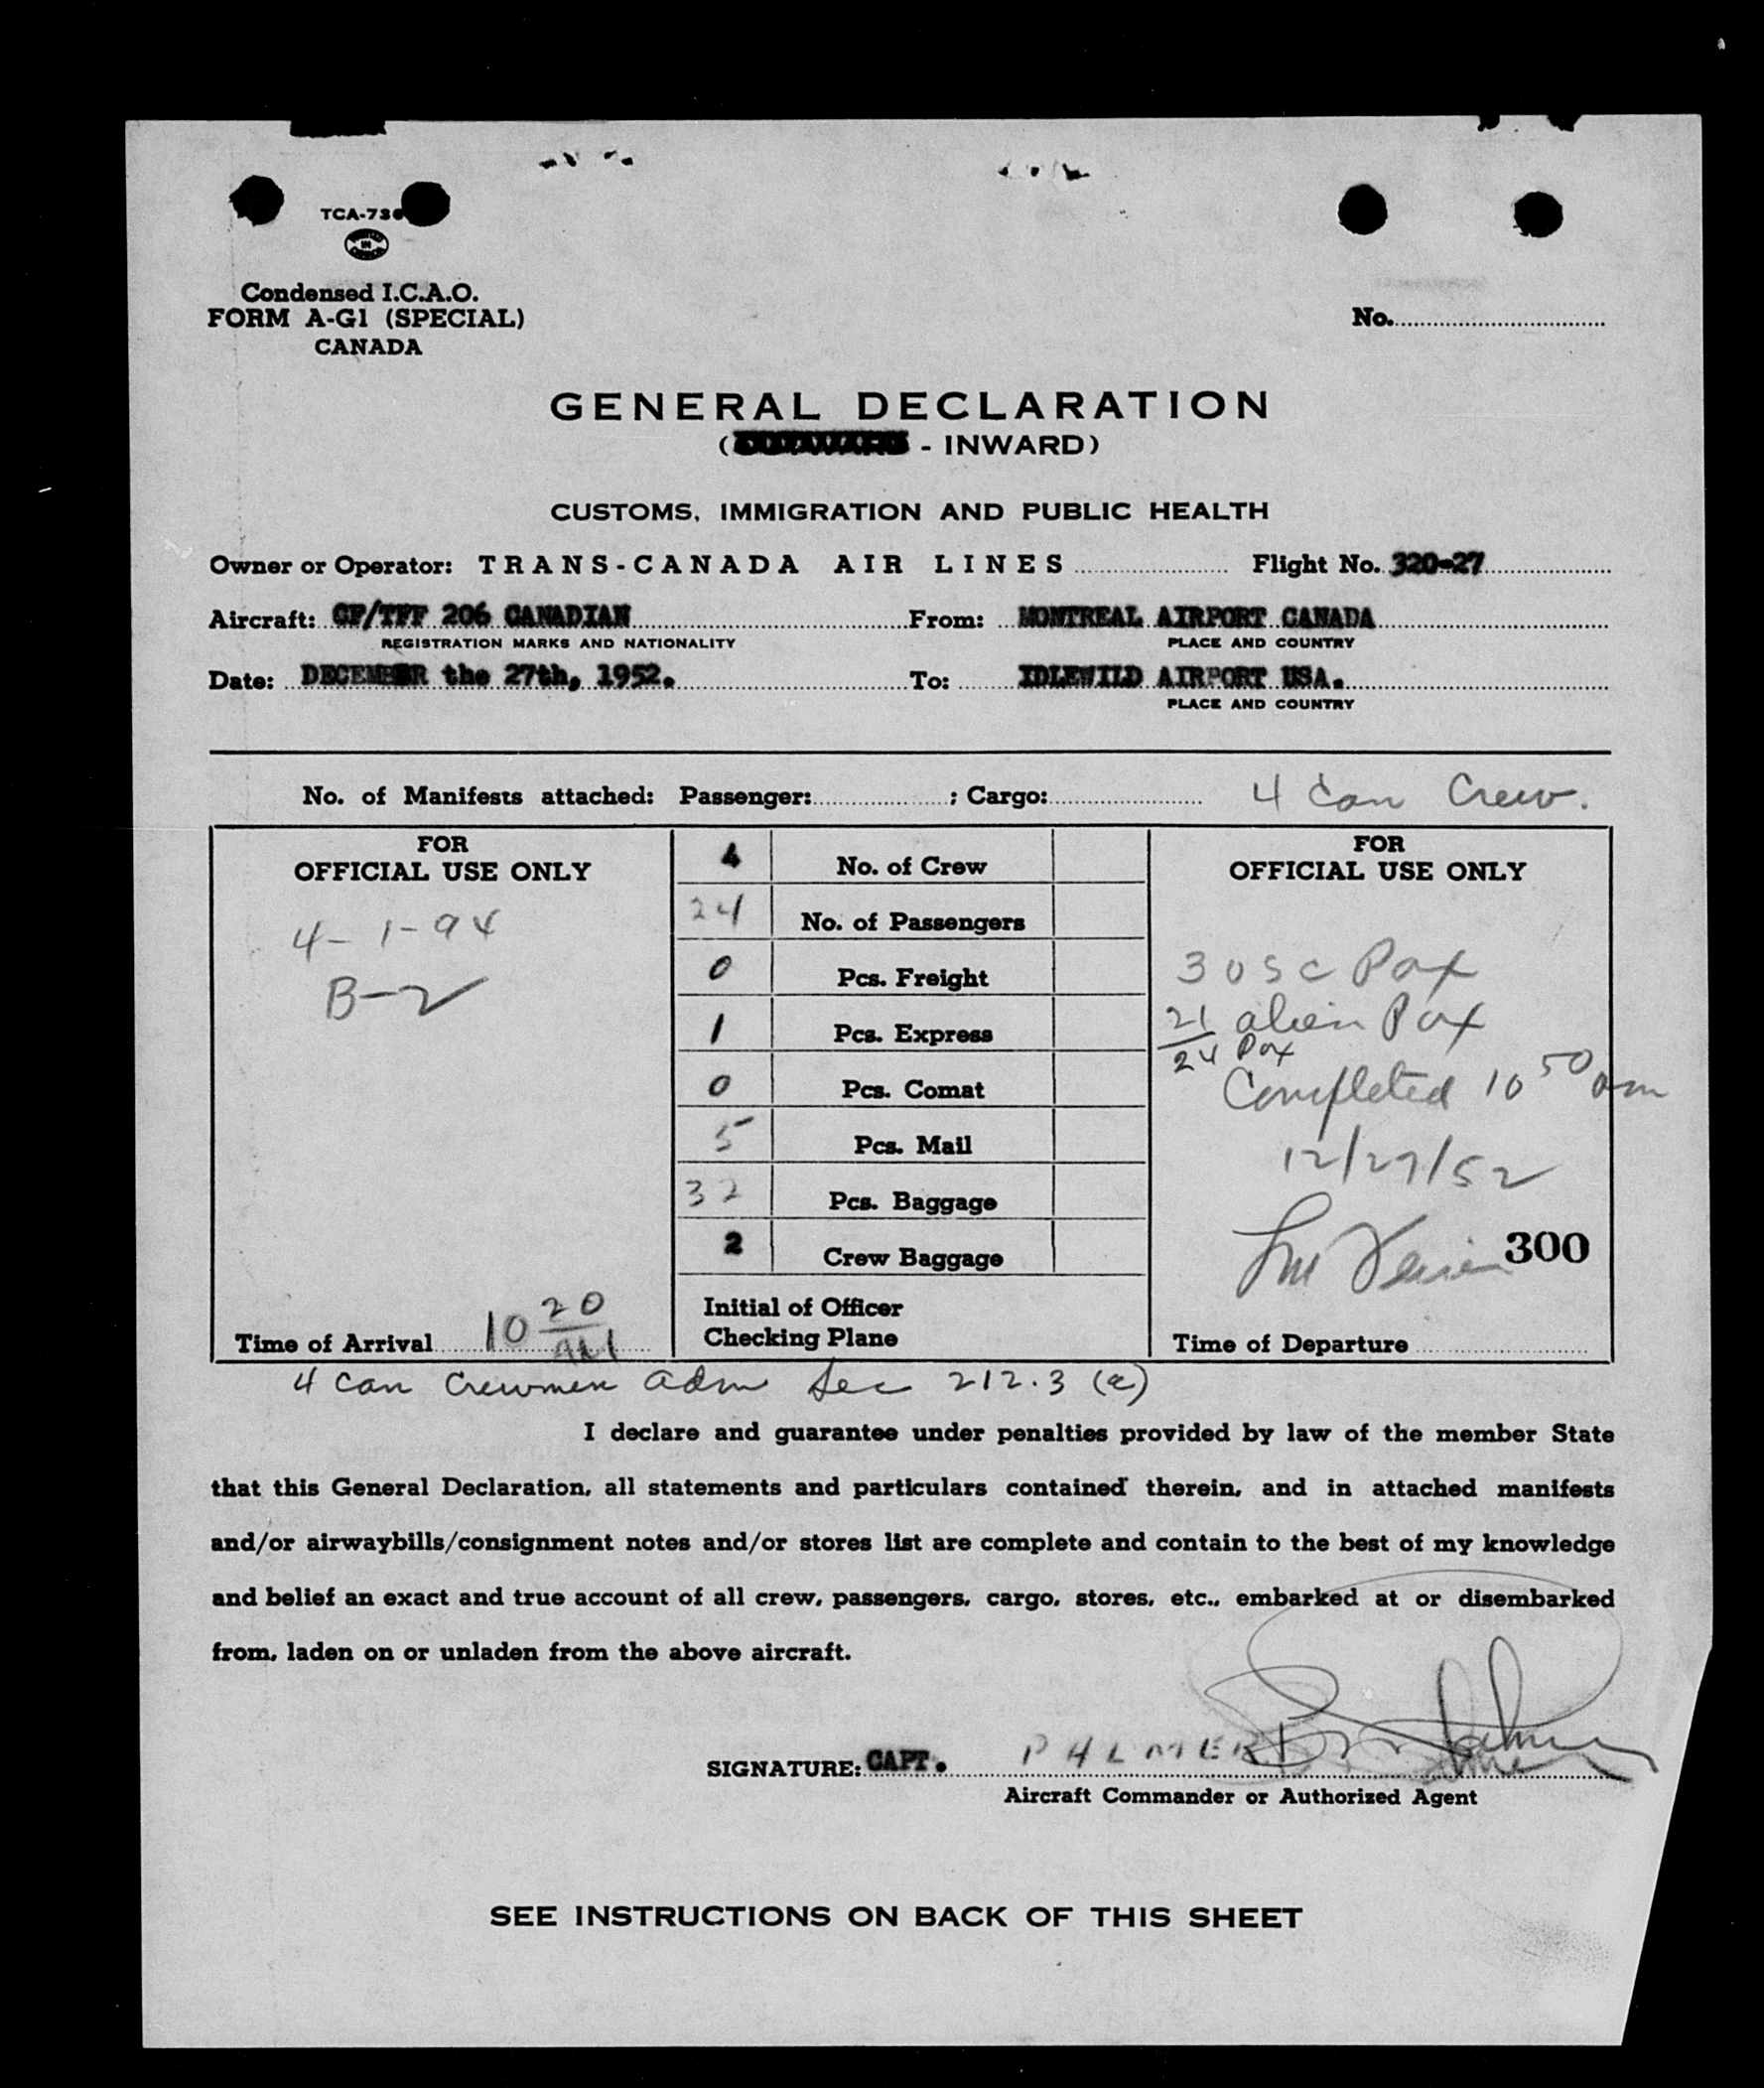 TCA-73
IN
Condensed I.C.A.O.
FORM A-G1 (SPECIAL)
CANADA
No.
GENERAL DECLARATION
( - INWARD)
CUSTOMS, IMMIGRATION AND PUBLIC HEALTH
Owner or Operator: TRANS-CANADA AIR LINES Flight No. 320-27
Aircraft: CF/TFF 206 CANADIAN From: MONTREAL AIRPORT CANADA
REGISTRATION MARKS AND NATIONALITY PLACE AND COUNTRY
Date: DECEMBER the 27th, 1952. To: IDLEWILD AIRPORT USA.
PLACE AND COUNTRY
No. of Manifests attached: Passenger: ; Cargo: 4 Can Crew.
FOR
OFFICIAL USE ONLY
4-1-94
B-2
Time of Arrival 10 20 AM
4 No. of Crew
24 No. of Passengers
0 Pcs. Freight
1 Pcs. Express
0 Pcs. Comat
5 Pcs. Mail
32 Pcs. Baggage
2 Crew Baggage
Initial of Officer
Checking Plane
FOR
OFFICIAL USE ONLY
3 USC Pax
21 alien Pax
24 Pax
Completed 10 50 am
12/27/52
300
Time of Departure
4 Can Crewmen adm Sec 212.3 (e)
I declare and guarantee under penalties provided by law of the member State
that this General Declaration, all statements and particulars contained therein, and in attached manifests
and/or airwaybills/consignment notes and/or stores list are complete and contain to the best of my knowledge
and belief an exact and true account of all crew, passengers, cargo, stores, etc., embarked at or disembarked
from, laden on or unladen from the above aircraft.
SIGNATURE: CAPT. PALMER
Aircraft Commander or Authorized Agent
SEE INSTRUCTIONS ON BACK OF THIS SHEET